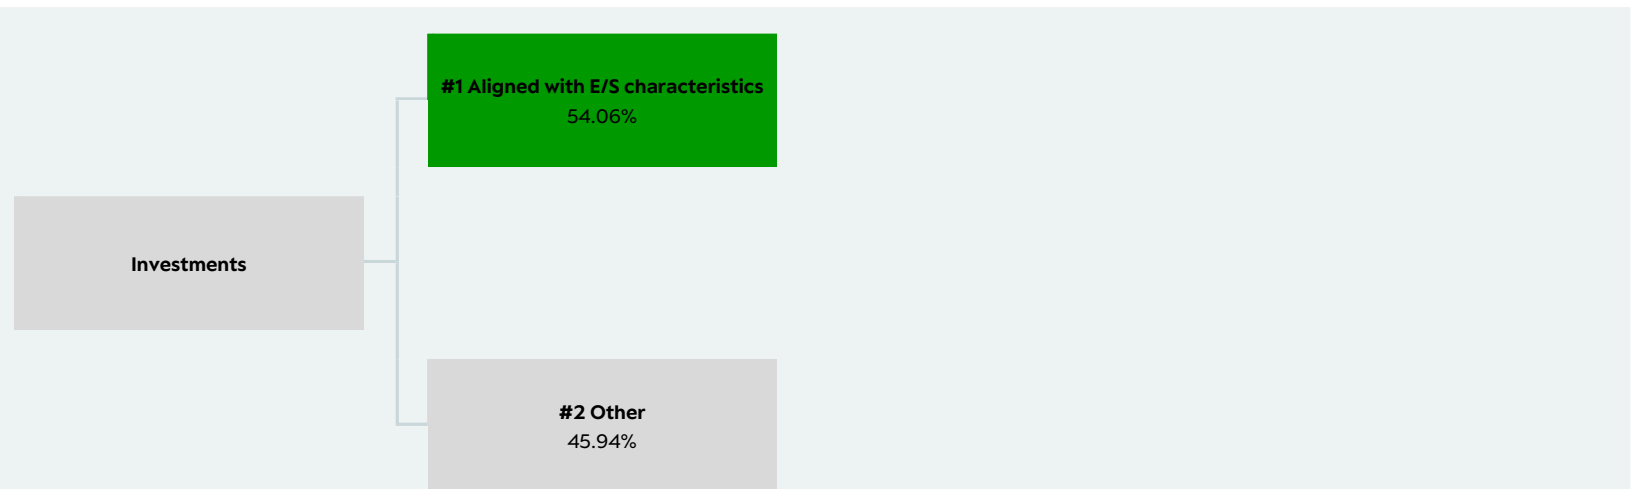 #1 Aligned with E/S characteristics
54.06%
Investments
#2 Other
45.94%